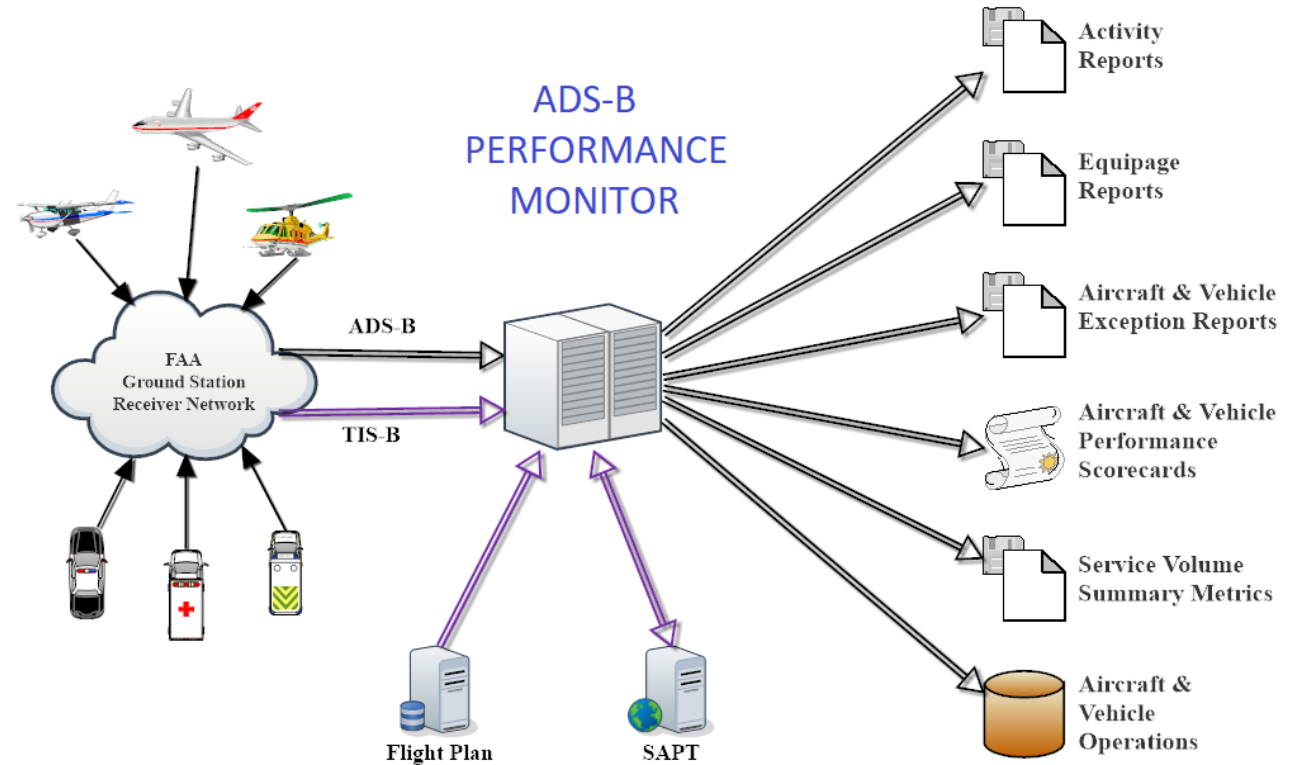 ADS-B
PERFORMANCE
MONITOR
FAA
Ground Station
Receiver Network
ADS-B
TIS-B
Flight Plan
SAPT
Activity
Reports
Equipage
Reports
Aircraft & Vehicle
Exception Reports
Aircraft & Vehicle
Performance
Scorecards
Service Volume
Summary Metrics
Aircraft &
Vehicle
Operations